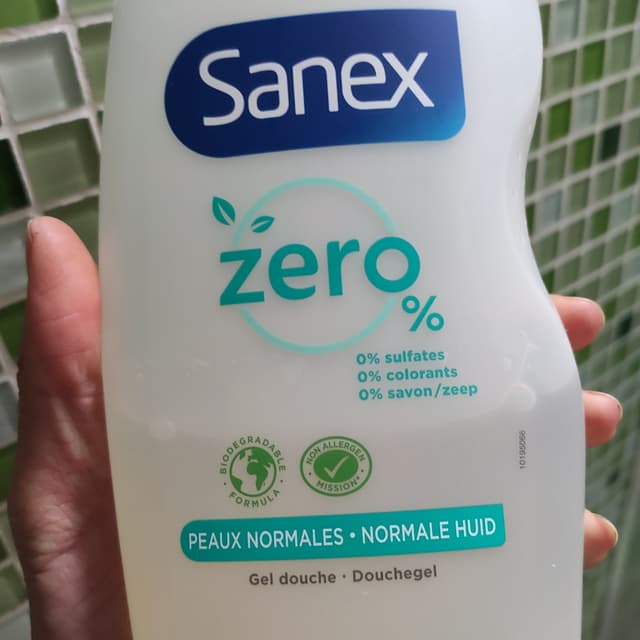 Sanex
zero
%
0% sulfates
0% colorants
0% savon/zeep
BIODEGRADABLE
FORMULA
NON ALLERGEN
MISSION*
10195066
PEAUX NORMALES • NORMALE HUID
Gel douche · Douchegel